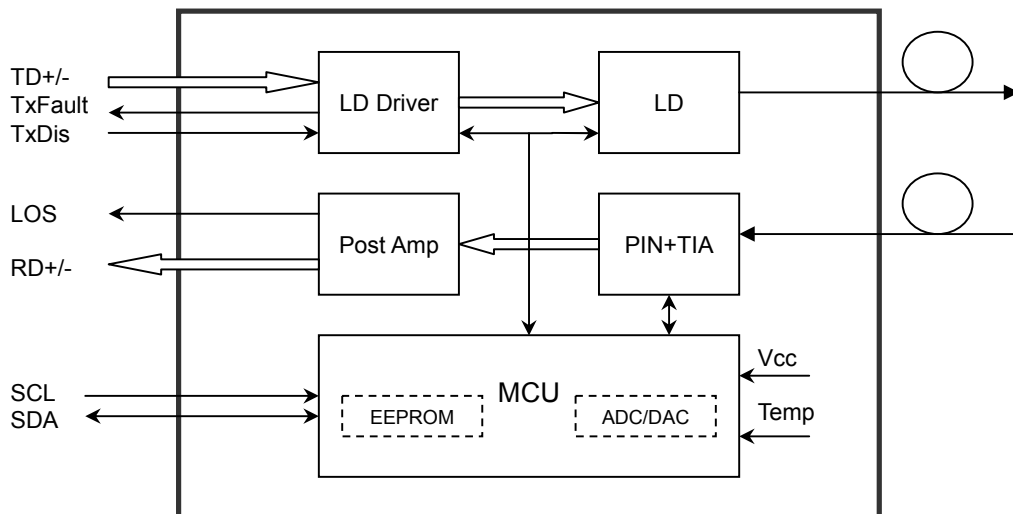 TD+/-
TxFault
TxDis
LD Driver
LD
LOS
RD+/-
Post Amp
PIN+TIA
SCL
SDA
MCU
EEPROM
ADC/DAC
Vcc
Temp